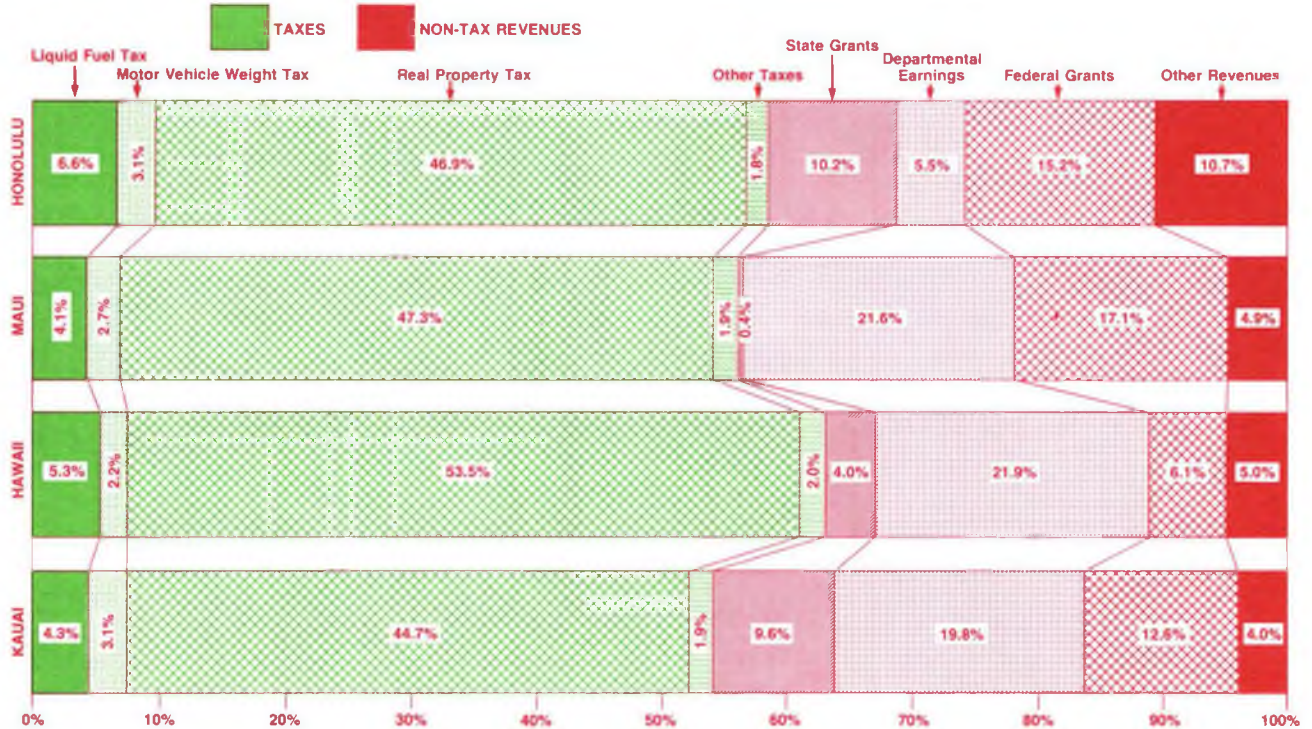 TAXES
NON-TAX REVENUES
Liquid Fuel Tax
Motor Vehicle Weight Tax
Real Property Tax
Other Taxes
State Grants
Departmental
Earnings
Federal Grants
Other Revenues
HONOLULU
6.6%
3.1%
46.9%
1.8%
10.2%
5.5%
15.2%
10.7%
MAUI
4.1%
2.7%
47.3%
1.9%
0.4%
21.6%
17.1%
4.9%
HAWAII
5.3%
2.2%
53.5%
2.0%
4.0%
21.9%
6.1%
5.0%
KAUAI
4.3%
3.1%
44.7%
1.9%
9.6%
19.8%
12.6%
4.0%
0%
10%
20%
30%
40%
50%
60%
70%
80%
90%
100%